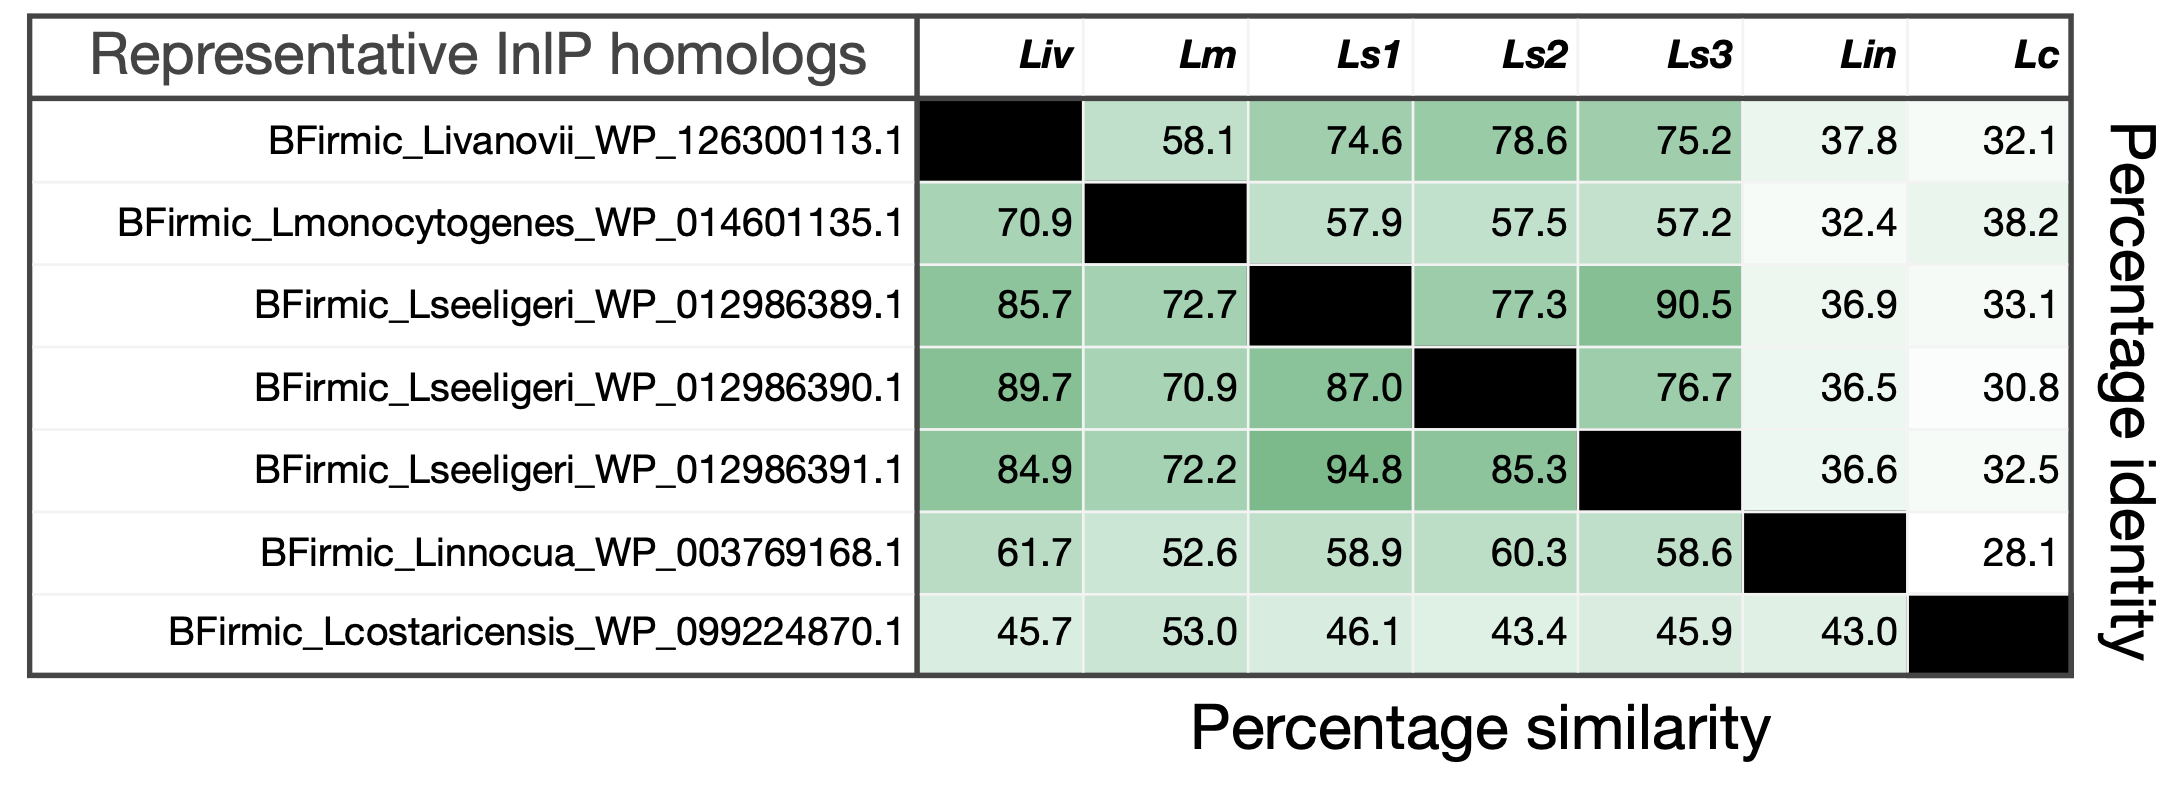 Representative InlP homologs Liv Lm Ls1 Ls2 Ls3 Lin Lc
BFirmic_Livanovii_WP_126300113.1 58.1 74.6 78.6 75.2 37.8 32.1
BFirmic_Lmonocytogenes_WP_014601135.1 70.9 57.9 57.5 57.2 32.4 38.2
BFirmic_Lseeligeri_WP_012986389.1 85.7 72.7 77.3 90.5 36.9 33.1
BFirmic_Lseeligeri_WP_012986390.1 89.7 70.9 87.0 76.7 36.5 30.8
BFirmic_Lseeligeri_WP_012986391.1 84.9 72.2 94.8 85.3 36.6 32.5
BFirmic_Linnocua_WP_003769168.1 61.7 52.6 58.9 60.3 58.6 28.1
BFirmic_Lcostaricensis_WP_099224870.1 45.7 53.0 46.1 43.4 45.9 43.0
Percentage identity
Percentage similarity